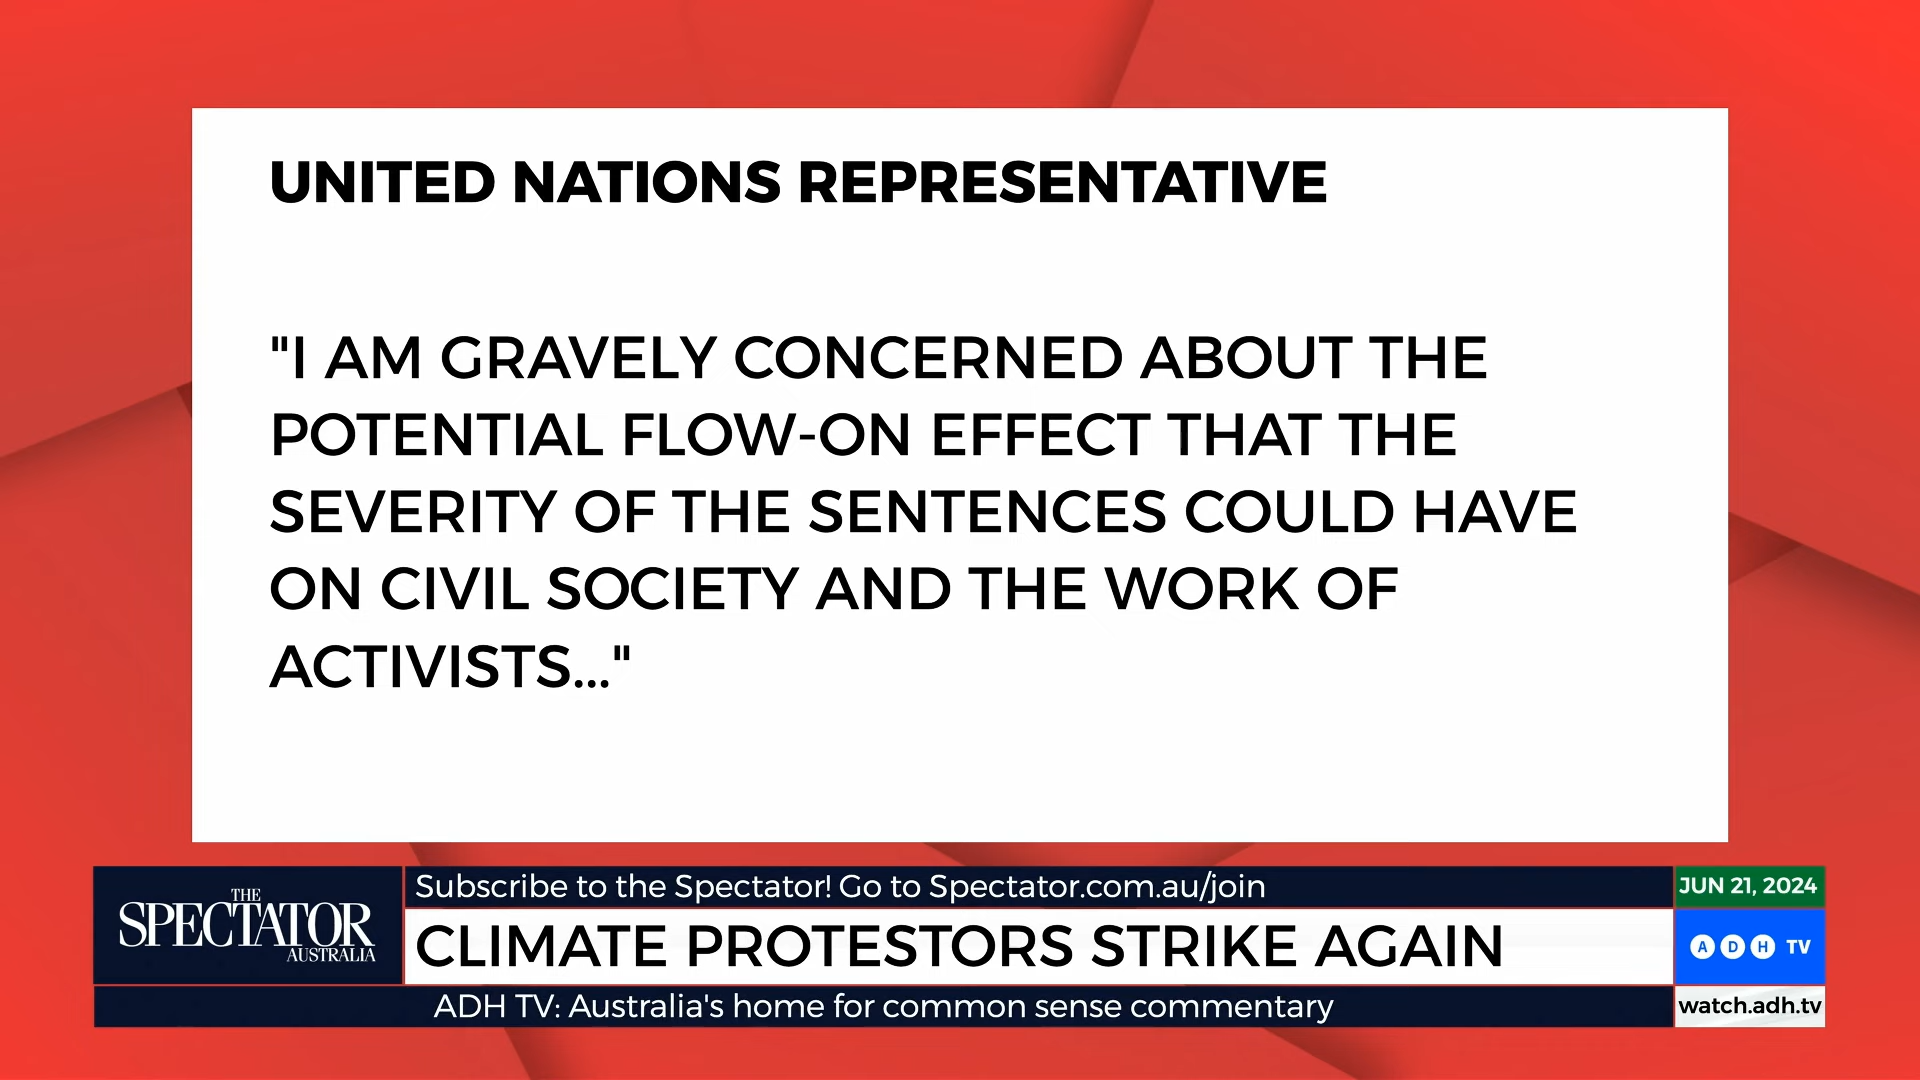 UNITED NATIONS REPRESENTATIVE
"I AM GRAVELY CONCERNED ABOUT THE
POTENTIAL FLOW-ON EFFECT THAT THE
SEVERITY OF THE SENTENCES COULD HAVE
ON CIVIL SOCIETY AND THE WORK OF
ACTIVISTS..."
THE
SPECTATOR
AUSTRALIA
Subscribe to the Spectator! Go to Spectator.com.au/join
CLIMATE PROTESTORS STRIKE AGAIN
ADH TV: Australia's home for common sense commentary
JUN 21, 2024
ADH TV
watch.adh.tv